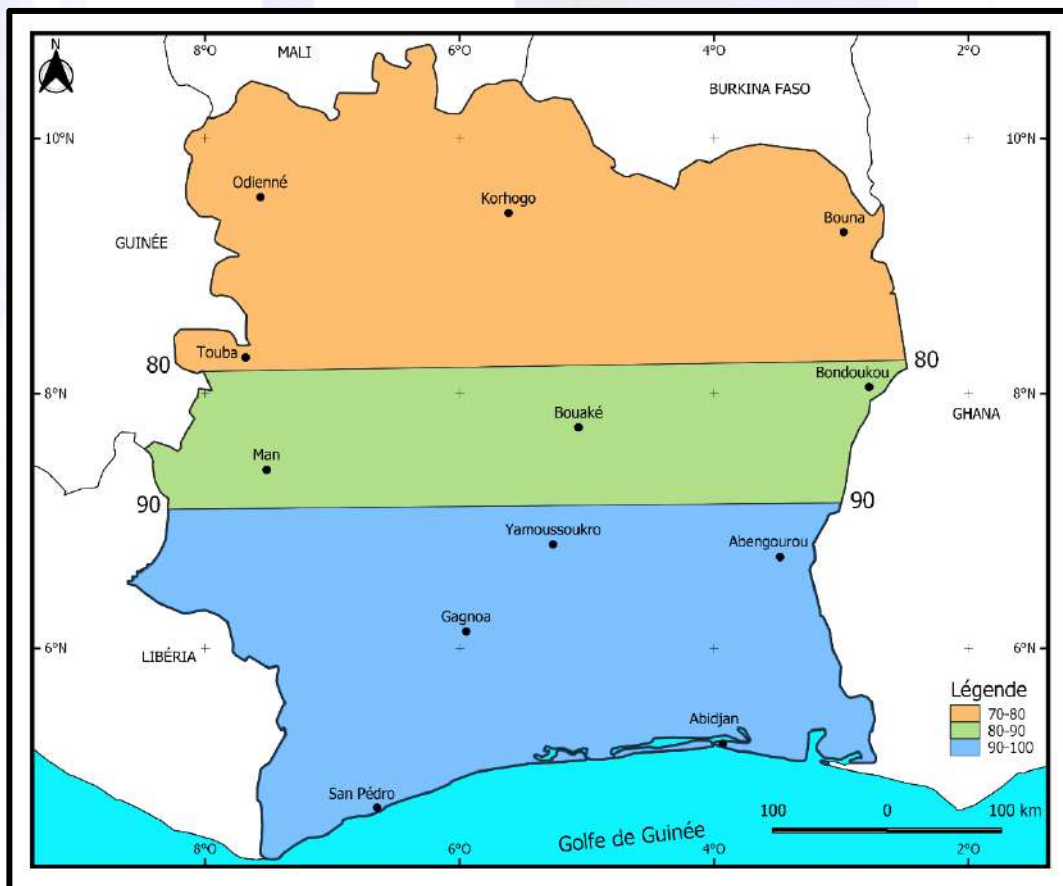 N
8°O
6°O
4°O
2°O
MALI
BURKINA FASO
10°N
10°N
Odienné
Korhogo
Bouna
GUINÉE
Touba
80
80
Bondoukou
8°N
8°N
Bouaké
GHANA
Man
90
90
Yamoussoukro
Abengourou
Gagnoa
6°N
LIBÉRIA
6°N
Légende
70-80
80-90
90-100
Abidjan
San Pédro
Golfe de Guinée
100 0 100 km
8°O
6°O
4°O
2°O